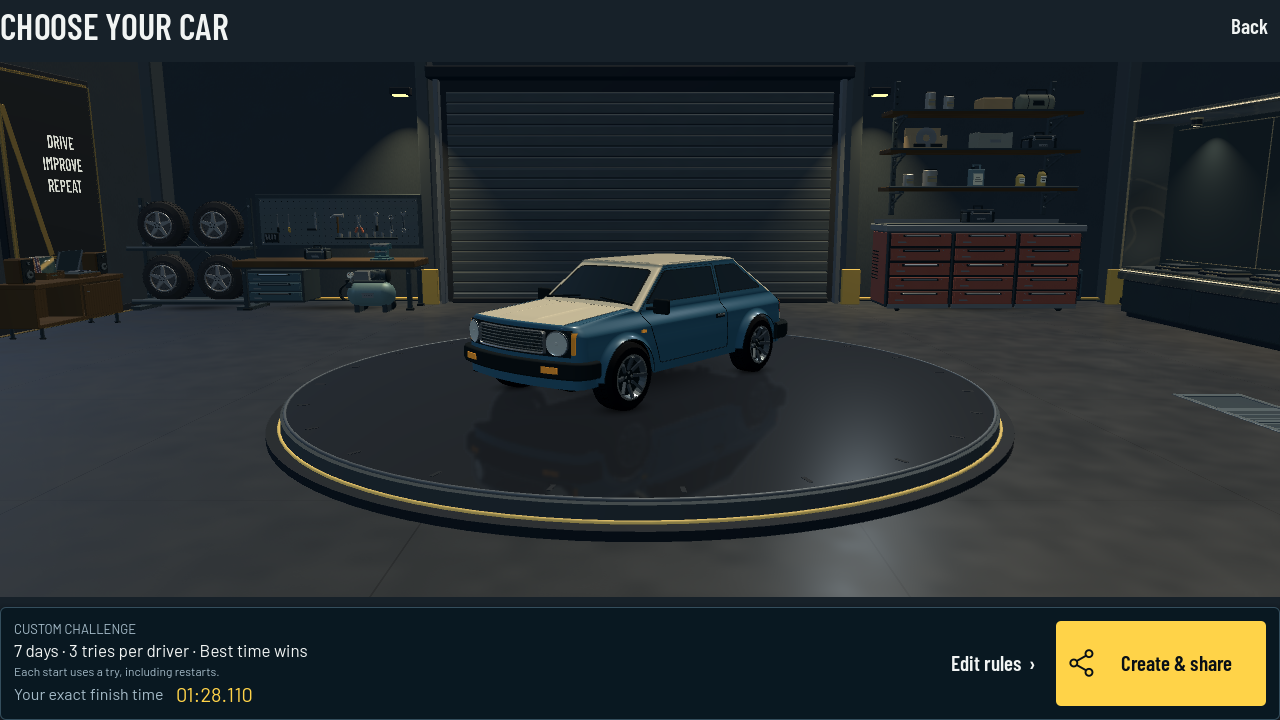 CHOOSE YOUR CAR
Back
DRIVE
IMPROVE
REPEAT
CUSTOM CHALLENGE
7 days · 3 tries per driver · Best time wins
Each start uses a try, including restarts.
Your exact finish time 01:28.110
Edit rules ›
Create & share